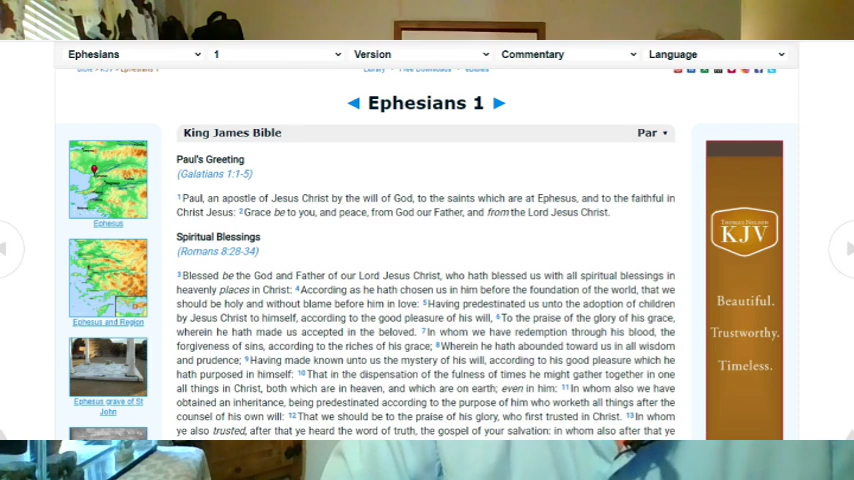 Ephesians 1 Version Commentary Language
Bible > KJV > Ephesians 1 Library • Free Downloads • eBibles
◄ Ephesians 1 ►
King James Bible Par ▾
Paul's Greeting
(Galatians 1:1-5)
1Paul, an apostle of Jesus Christ by the will of God, to the saints which are at Ephesus, and to the faithful in
Christ Jesus: 2Grace be to you, and peace, from God our Father, and from the Lord Jesus Christ.
Spiritual Blessings
(Romans 8:28-34)
3Blessed be the God and Father of our Lord Jesus Christ, who hath blessed us with all spiritual blessings in
heavenly places in Christ: 4According as he hath chosen us in him before the foundation of the world, that we
should be holy and without blame before him in love: 5Having predestinated us unto the adoption of children
by Jesus Christ to himself, according to the good pleasure of his will, 6To the praise of the glory of his grace,
wherein he hath made us accepted in the beloved. 7In whom we have redemption through his blood, the
forgiveness of sins, according to the riches of his grace; 8Wherein he hath abounded toward us in all wisdom
and prudence; 9Having made known unto us the mystery of his will, according to his good pleasure which he
hath purposed in himself: 10That in the dispensation of the fulness of times he might gather together in one
all things in Christ, both which are in heaven, and which are on earth; even in him: 11In whom also we have
obtained an inheritance, being predestinated according to the purpose of him who worketh all things after the
counsel of his own will: 12That we should be to the praise of his glory, who first trusted in Christ. 13In whom
ye also trusted, after that ye heard the word of truth, the gospel of your salvation: in whom also after that ye
Ephesus
Ephesus and Region
Ephesus grave of St
John
THOMAS NELSON
KJV
Beautiful.
Trustworthy.
Timeless.